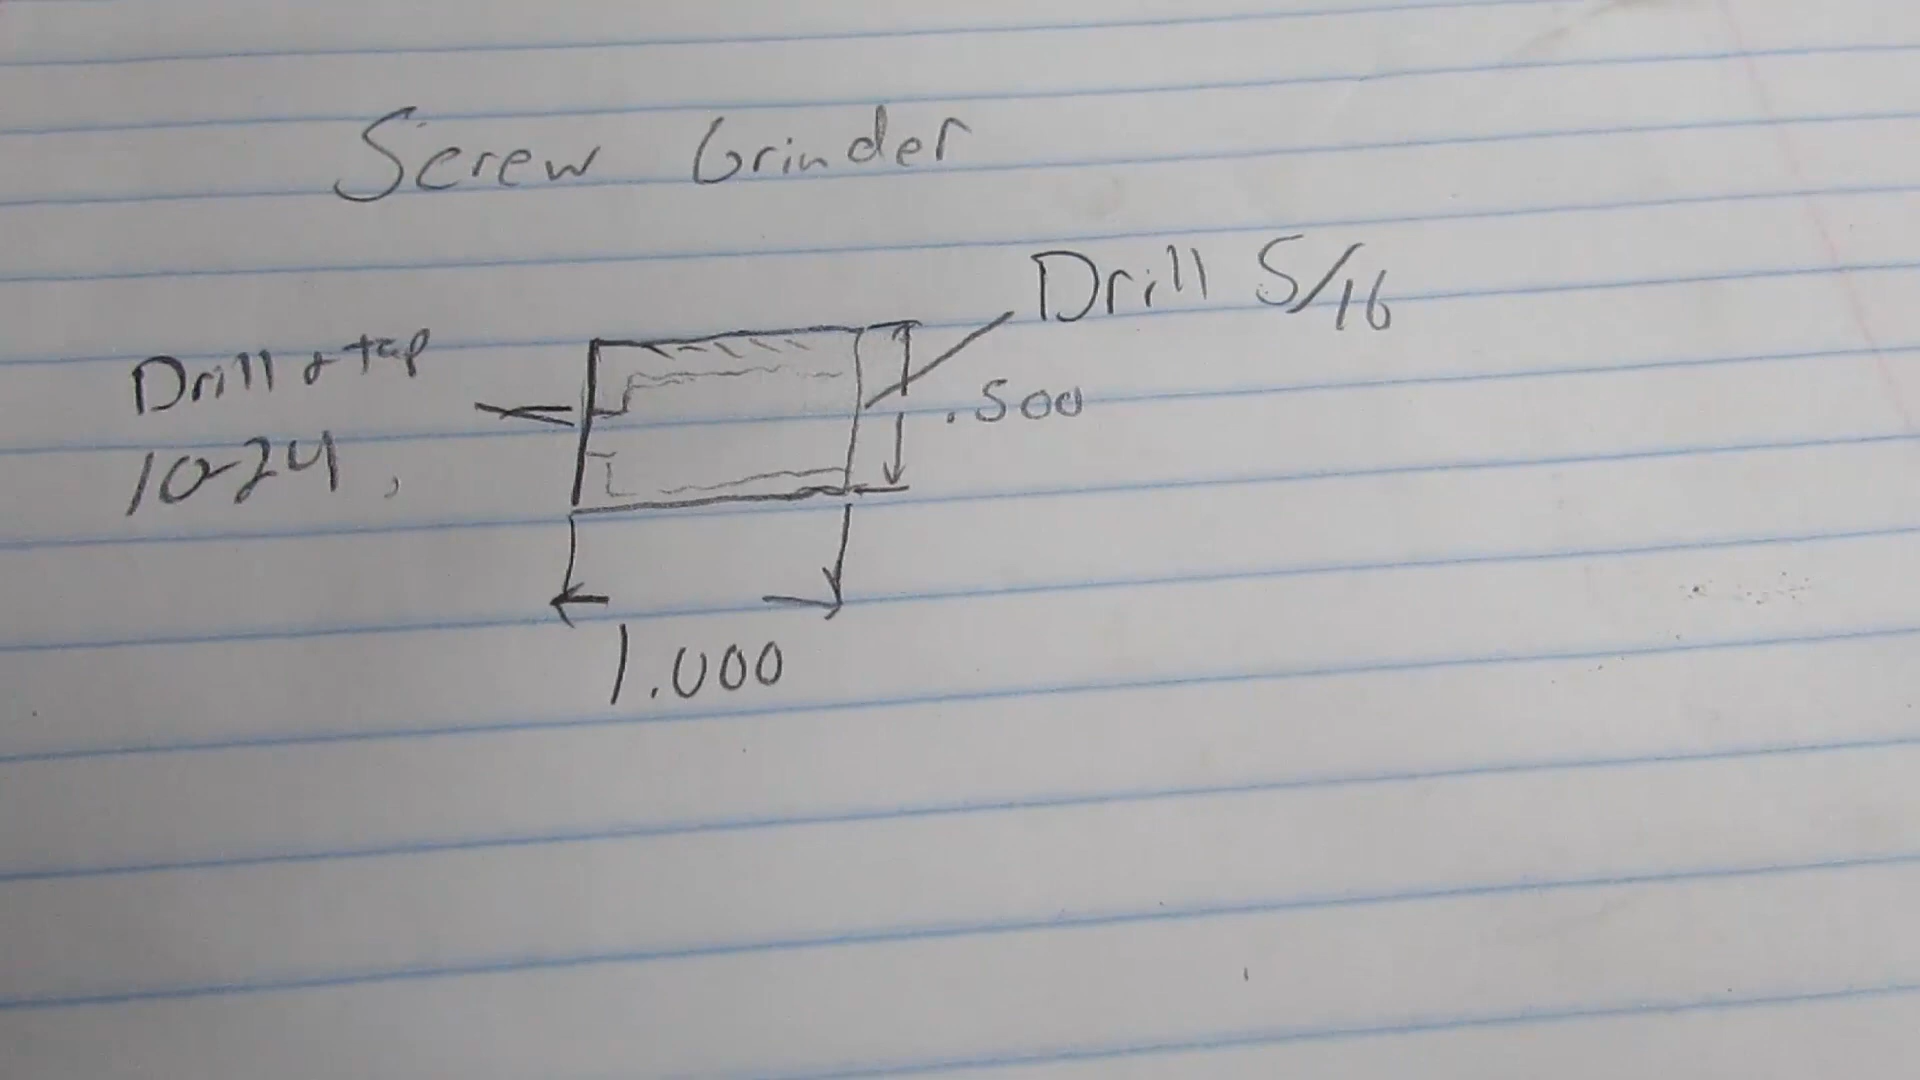 Screw Grinder
Drill 5/16
Drill & tap
10-24,
.500
1.000